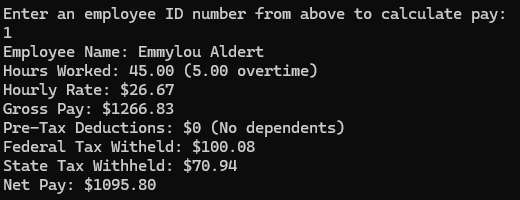 Enter an employee ID number from above to calculate pay:
1
Employee Name: Emmylou Aldert
Hours Worked: 45.00 (5.00 overtime)
Hourly Rate: $26.67
Gross Pay: $1266.83
Pre-Tax Deductions: $0 (No dependents)
Federal Tax Witheld: $100.08
State Tax Withheld: $70.94
Net Pay: $1095.80